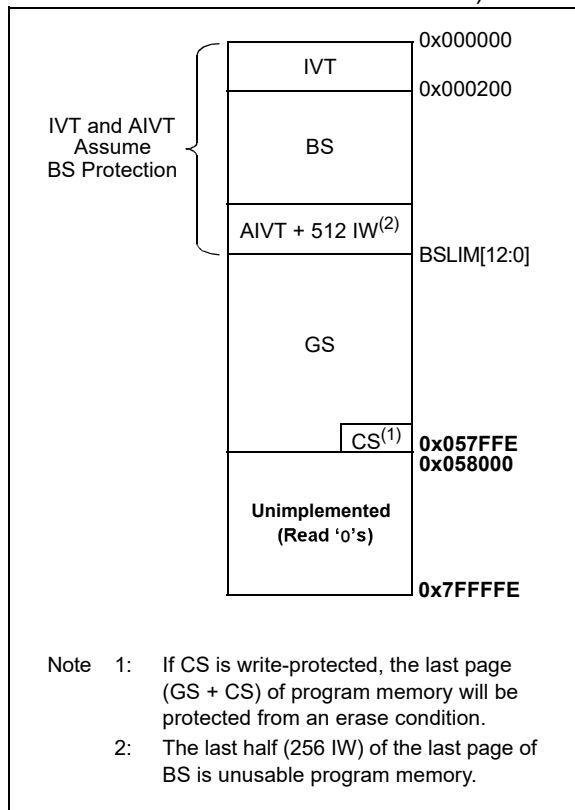 0x000000
IVT
0x000200
IVT and AIVT
Assume
BS Protection
BS
AIVT + 512 IW(2)
BSLIM[12:0]
GS
CS(1)
0x057FFE
0x058000
Unimplemented
(Read ‘0’s)
0x7FFFFE
Note 1: If CS is write-protected, the last page
(GS + CS) of program memory will be
protected from an erase condition.
2: The last half (256 IW) of the last page of
BS is unusable program memory.